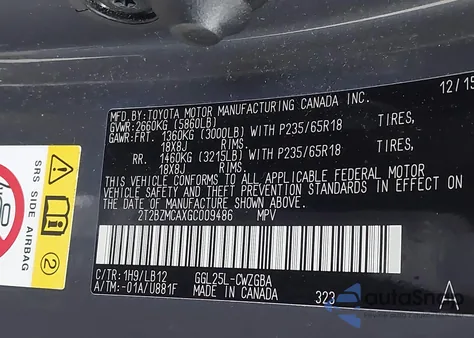 MFD.BY: TOYOTA MOTOR MANUFACTURING CANADA INC. 12/15
GVWR: 2660KG (5860LB)
GAWR: FRT. 1360KG (3000LB) WITH P235/65R18 TIRES,
18X8J RIMS.
RR. 1460KG (3215LB) WITH P235/65R18 TIRES,
18X8J RIMS.
THIS VEHICLE CONFORMS TO ALL APPLICABLE FEDERAL MOTOR
VEHICLE SAFETY AND THEFT PREVENTION STANDARDS IN EFFECT ON
THE DATE OF MANUFACTURE SHOWN ABOVE.
2T2BZMCAXGC009486 MPV
C/TR: 1H9/LB12 GGL25L-CWZGBA
A/TM: -01A/U881F MADE IN CANADA 323 A
SRS SIDE AIRBAG
2
autoSnap